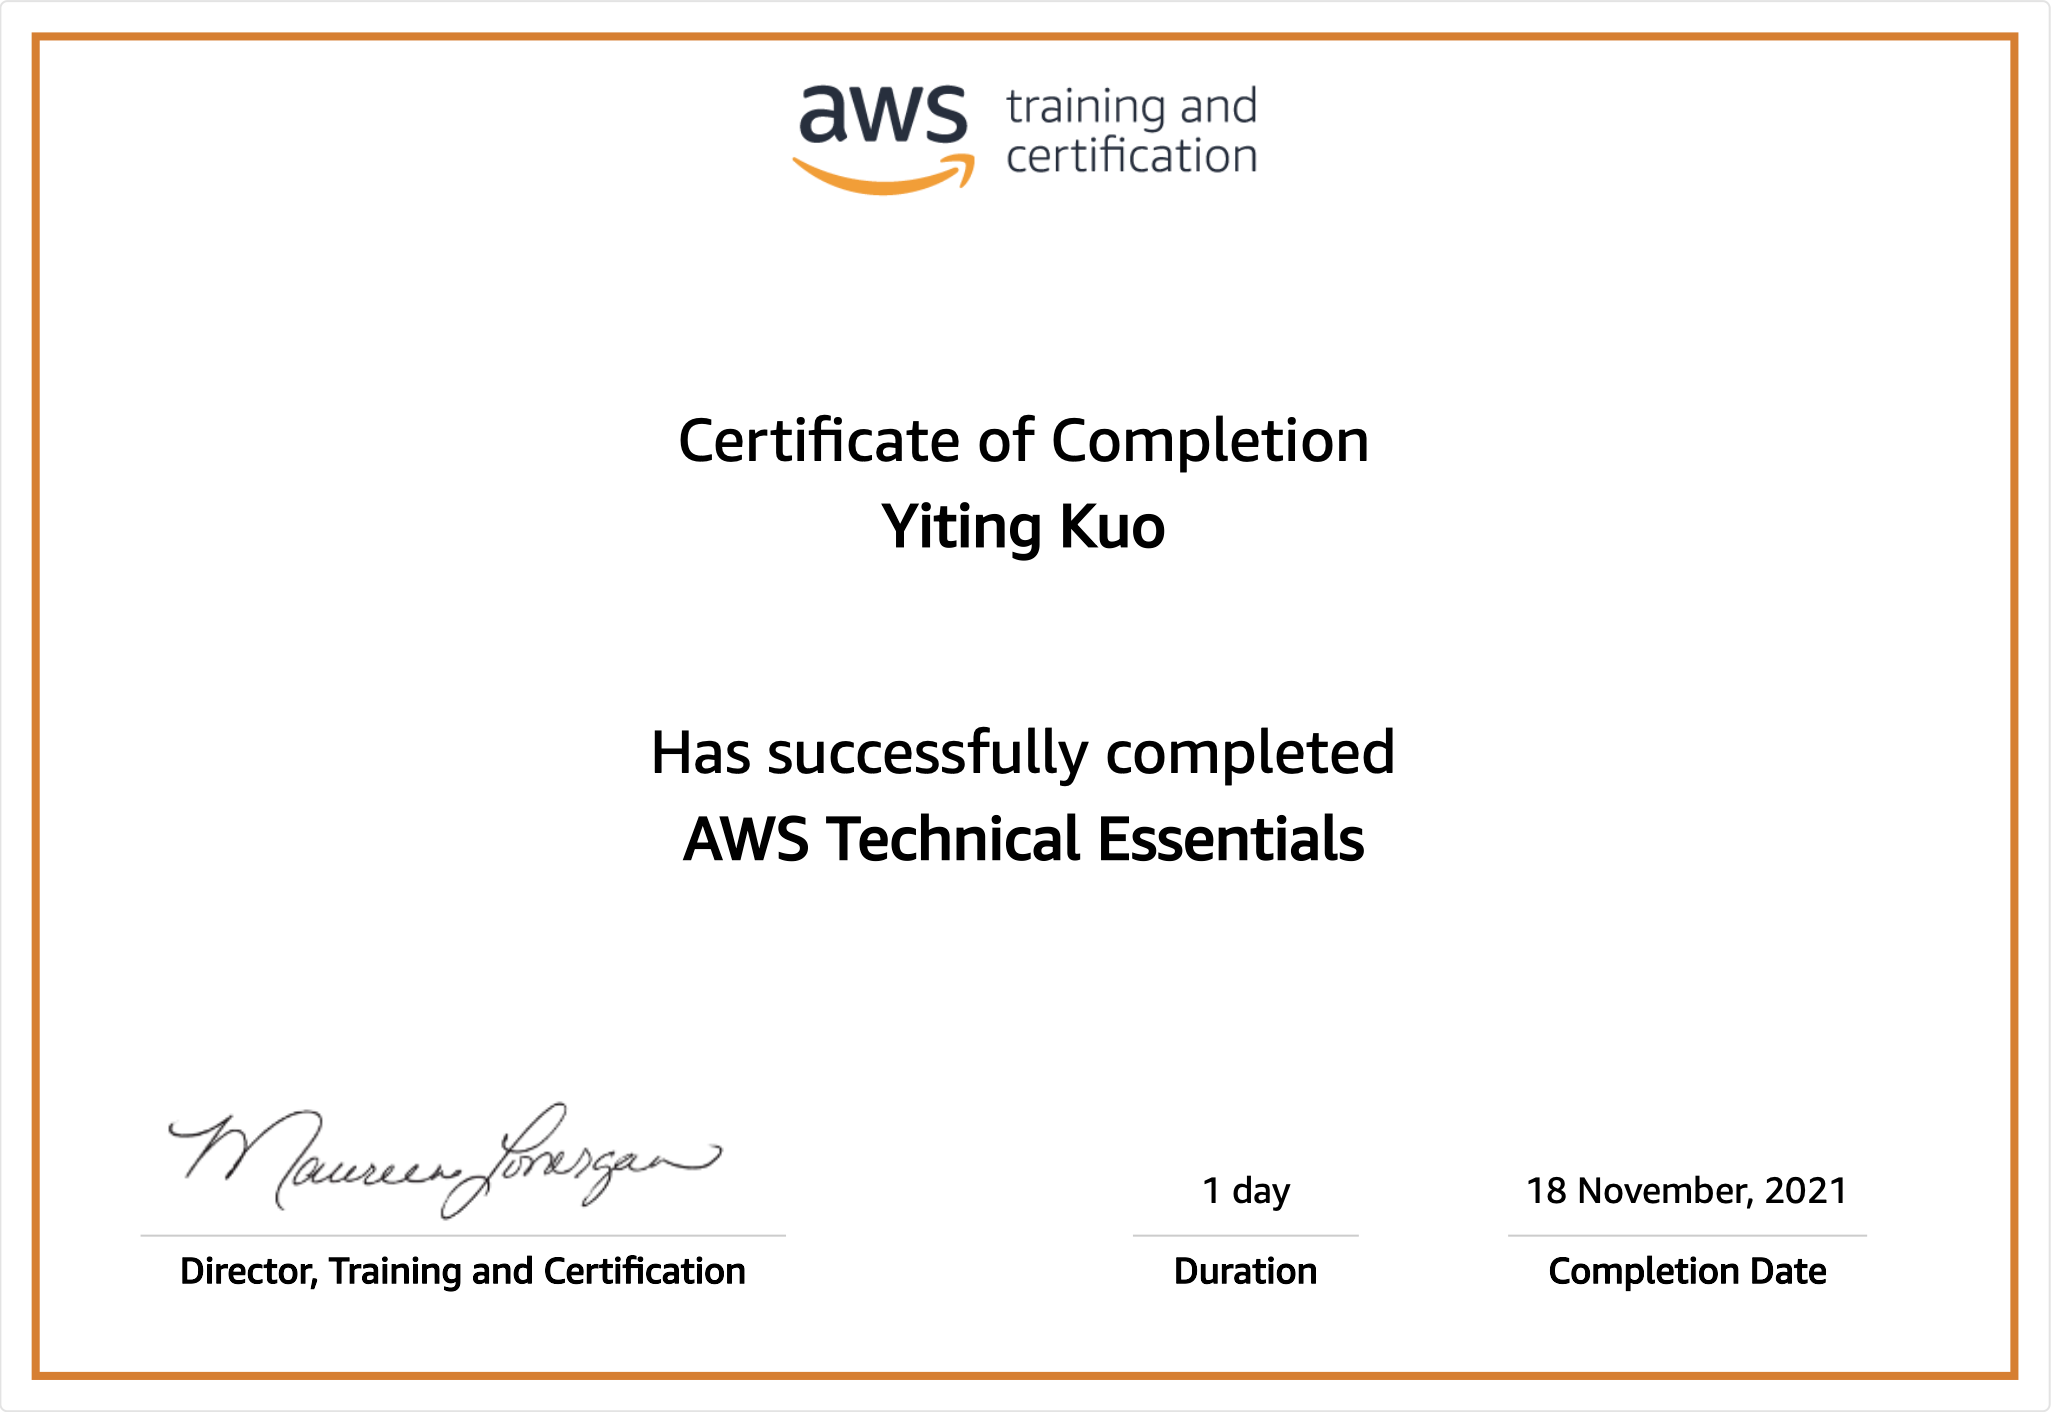 aws training and
certification
Certificate of Completion
Yiting Kuo
Has successfully completed
AWS Technical Essentials
Maureen Lonergan
1 day
18 November, 2021
Director, Training and Certification
Duration
Completion Date